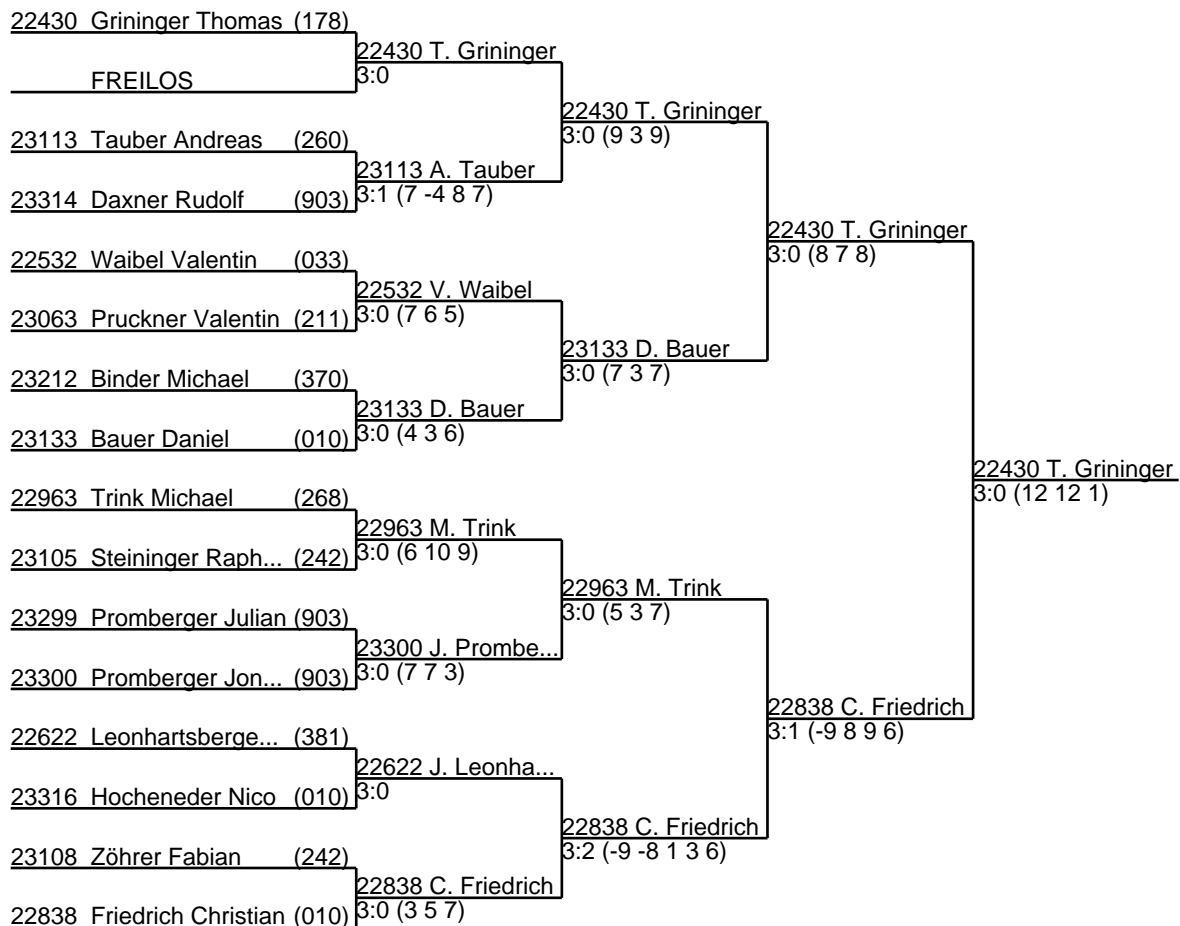 22430 Grininger Thomas (178)
22430 T. Grininger
3:0
FREILOS
22430 T. Grininger
3:0 (9 3 9)
23113 Tauber Andreas (260)
23113 A. Tauber
3:1 (7 -4 8 7)
23314 Daxner Rudolf (903)
22430 T. Grininger
3:0 (8 7 8)
22532 Waibel Valentin (033)
22532 V. Waibel
3:0 (7 6 5)
23063 Pruckner Valentin (211)
23133 D. Bauer
3:0 (7 3 7)
23212 Binder Michael (370)
23133 D. Bauer
3:0 (4 3 6)
23133 Bauer Daniel (010)
22430 T. Grininger
3:0 (12 12 1)
22963 Trink Michael (268)
22963 M. Trink
3:0 (6 10 9)
23105 Steininger Raph... (242)
22963 M. Trink
3:0 (5 3 7)
23299 Promberger Julian (903)
23300 J. Prombe...
3:0 (7 7 3)
23300 Promberger Jon... (903)
22838 C. Friedrich
3:1 (-9 8 9 6)
22622 Leonhartsberge... (381)
22622 J. Leonha...
3:0
23316 Hocheneder Nico (010)
22838 C. Friedrich
3:2 (-9 -8 1 3 6)
23108 Zöhrer Fabian (242)
22838 C. Friedrich
3:0 (3 5 7)
22838 Friedrich Christian (010)